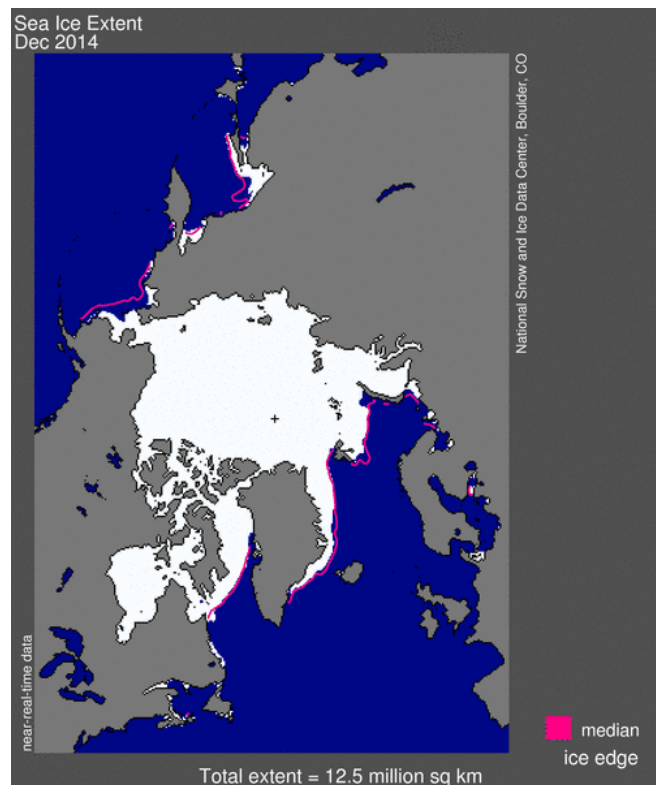 Sea Ice Extent
Dec 2014
National Snow and Ice Data Center, Boulder, CO
near-real-time data
median
ice edge
Total extent = 12.5 million sq km